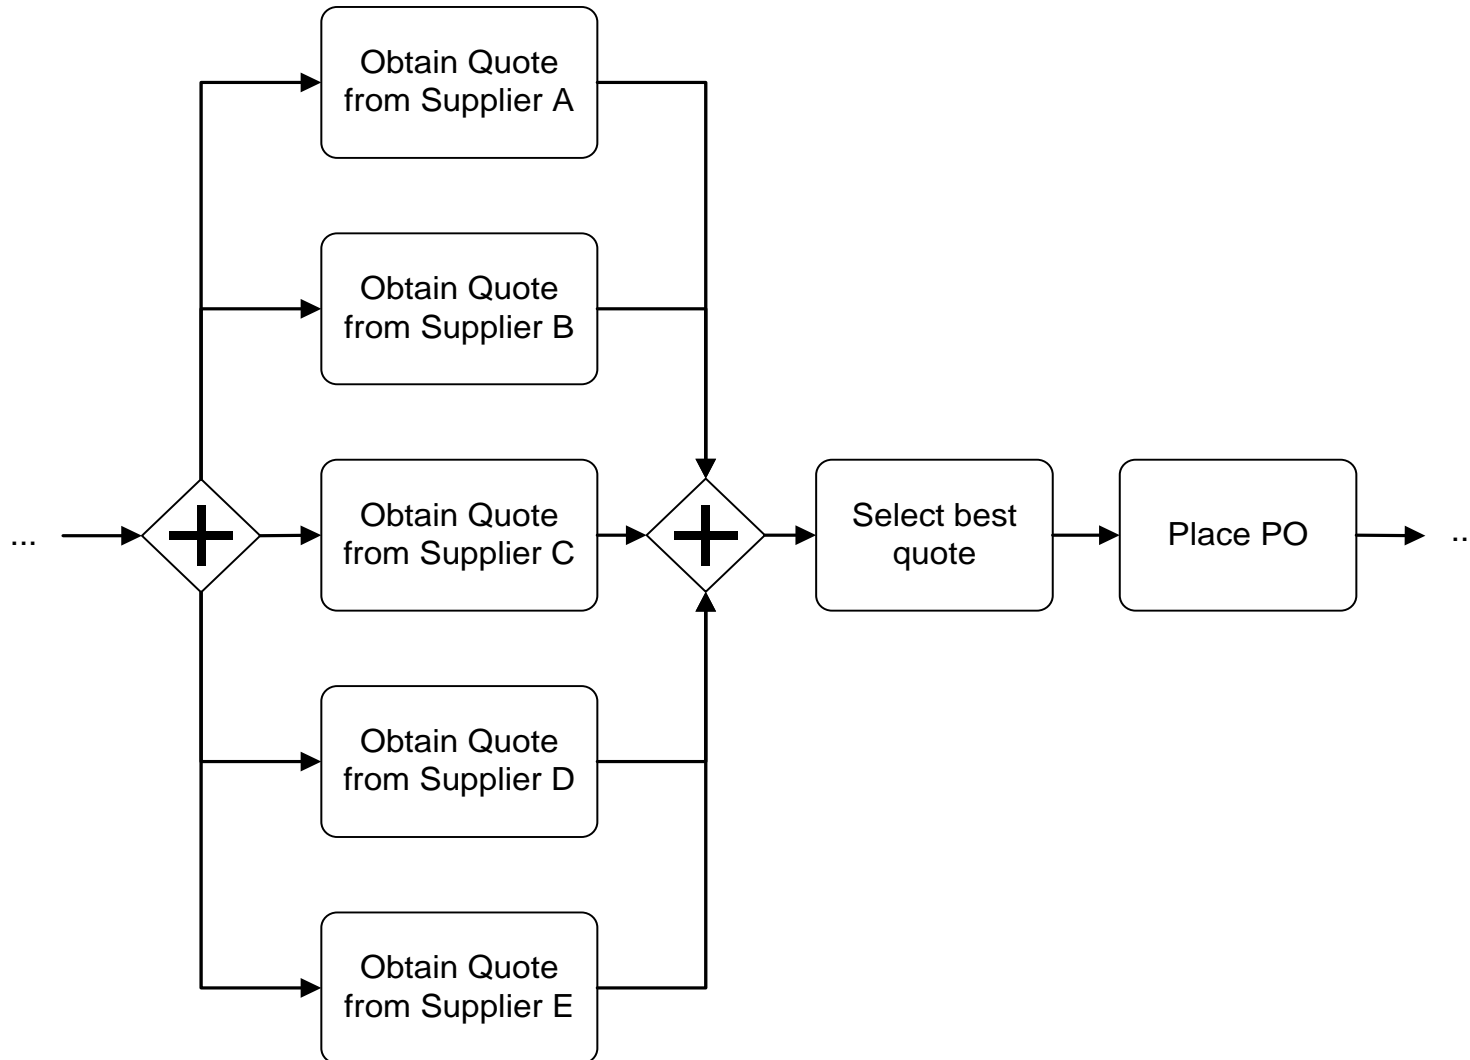 Obtain Quote
from Supplier A
Obtain Quote
from Supplier B
...
Obtain Quote
from Supplier C
Select best
quote
Place PO
..
Obtain Quote
from Supplier D
Obtain Quote
from Supplier E